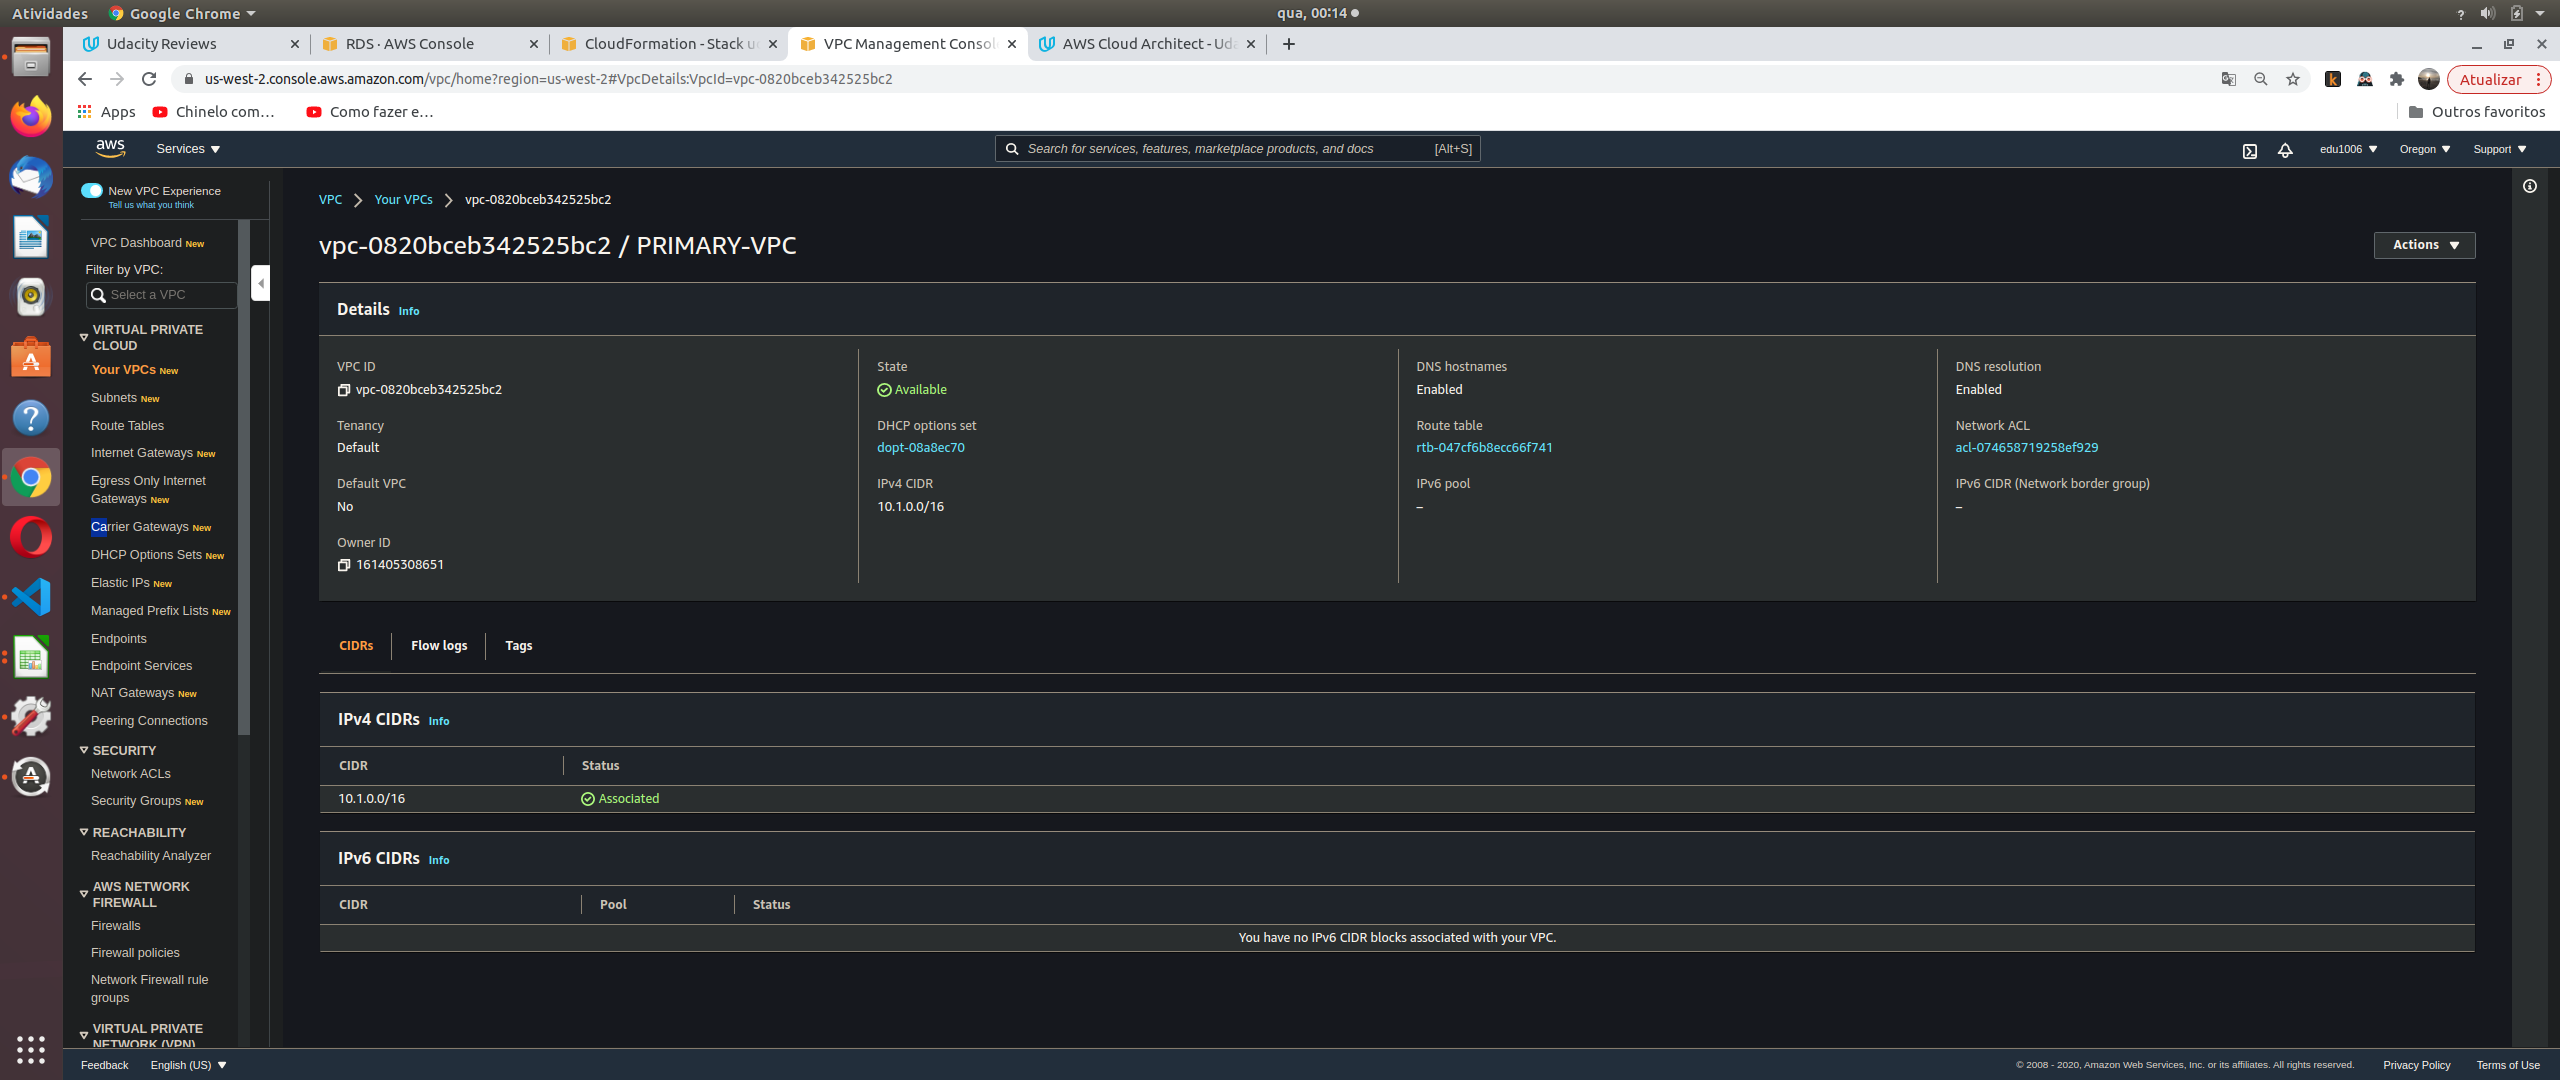 Atividades
Google Chrome
qua, 00:14
Udacity Reviews
RDS · AWS Console
CloudFormation - Stack
VPC Management Consol
AWS Cloud Architect - Uda
us-west-2.console.aws.amazon.com/vpc/home?region=us-west-2#VpcDetails:VpcId=vpc-0820bceb342525bc2
Atualizar
Apps
Chinelo com...
Como fazer e...
Outros favoritos
aws
Services
Search for services, features, marketplace products, and docs
[Alt+S]
edu1006
Oregon
Support
New VPC Experience
Tell us what you think
VPC Dashboard New
Filter by VPC:
Select a VPC
VIRTUAL PRIVATE
CLOUD
Your VPCs New
Subnets New
Route Tables
Internet Gateways New
Egress Only Internet
Gateways New
Carrier Gateways New
DHCP Options Sets New
Elastic IPs New
Managed Prefix Lists New
Endpoints
Endpoint Services
NAT Gateways New
Peering Connections
SECURITY
Network ACLs
Security Groups New
REACHABILITY
Reachability Analyzer
AWS NETWORK
FIREWALL
Firewalls
Firewall policies
Network Firewall rule
groups
VIRTUAL PRIVATE
NETWORK (VPN)
VPC
Your VPCs
vpc-0820bceb342525bc2
vpc-0820bceb342525bc2 / PRIMARY-VPC
Actions
Details Info
VPC ID
vpc-0820bceb342525bc2
Tenancy
Default
Default VPC
No
Owner ID
161405308651
State
Available
DHCP options set
dopt-08a8ec70
IPv4 CIDR
10.1.0.0/16
DNS hostnames
Enabled
Route table
rtb-047cf6b8ecc66f741
IPv6 pool
–
DNS resolution
Enabled
Network ACL
acl-074658719258ef929
IPv6 CIDR (Network border group)
–
CIDRs
Flow logs
Tags
IPv4 CIDRs Info
CIDR
Status
10.1.0.0/16
Associated
IPv6 CIDRs Info
CIDR
Pool
Status
You have no IPv6 CIDR blocks associated with your VPC.
Feedback
English (US)
© 2008 - 2020, Amazon Web Services, Inc. or its affiliates. All rights reserved.
Privacy Policy
Terms of Use